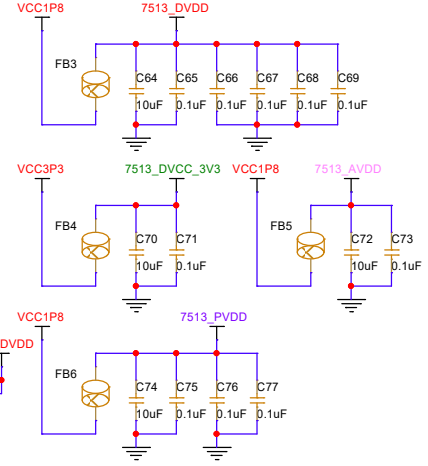 VCC1P8 7513_DVDD
FB3 C64 C65 C66 C67 C68 C69
10uF 0.1uF 0.1uF 0.1uF 0.1uF 0.1uF
VCC3P3 7513_DVCC_3V3 VCC1P8 7513_AVDD
FB4 C70 C71 FB5 C72 C73
10uF 0.1uF 10uF 0.1uF
VCC1P8 7513_PVDD
DVDD
FB6 C74 C75 C76 C77
10uF 0.1uF 0.1uF 0.1uF